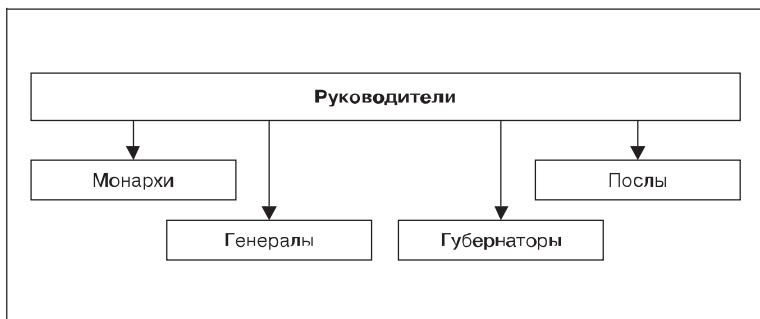 Руководители
Монархи
Послы
Генералы
Губернаторы